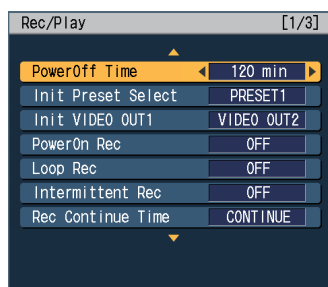 Rec/Play [1/3]
PowerOff Time 120 min
Init Preset Select PRESET1
Init VIDEO OUT1 VIDEO OUT2
PowerOn Rec OFF
Loop Rec OFF
Intermittent Rec OFF
Rec Continue Time CONTINUE